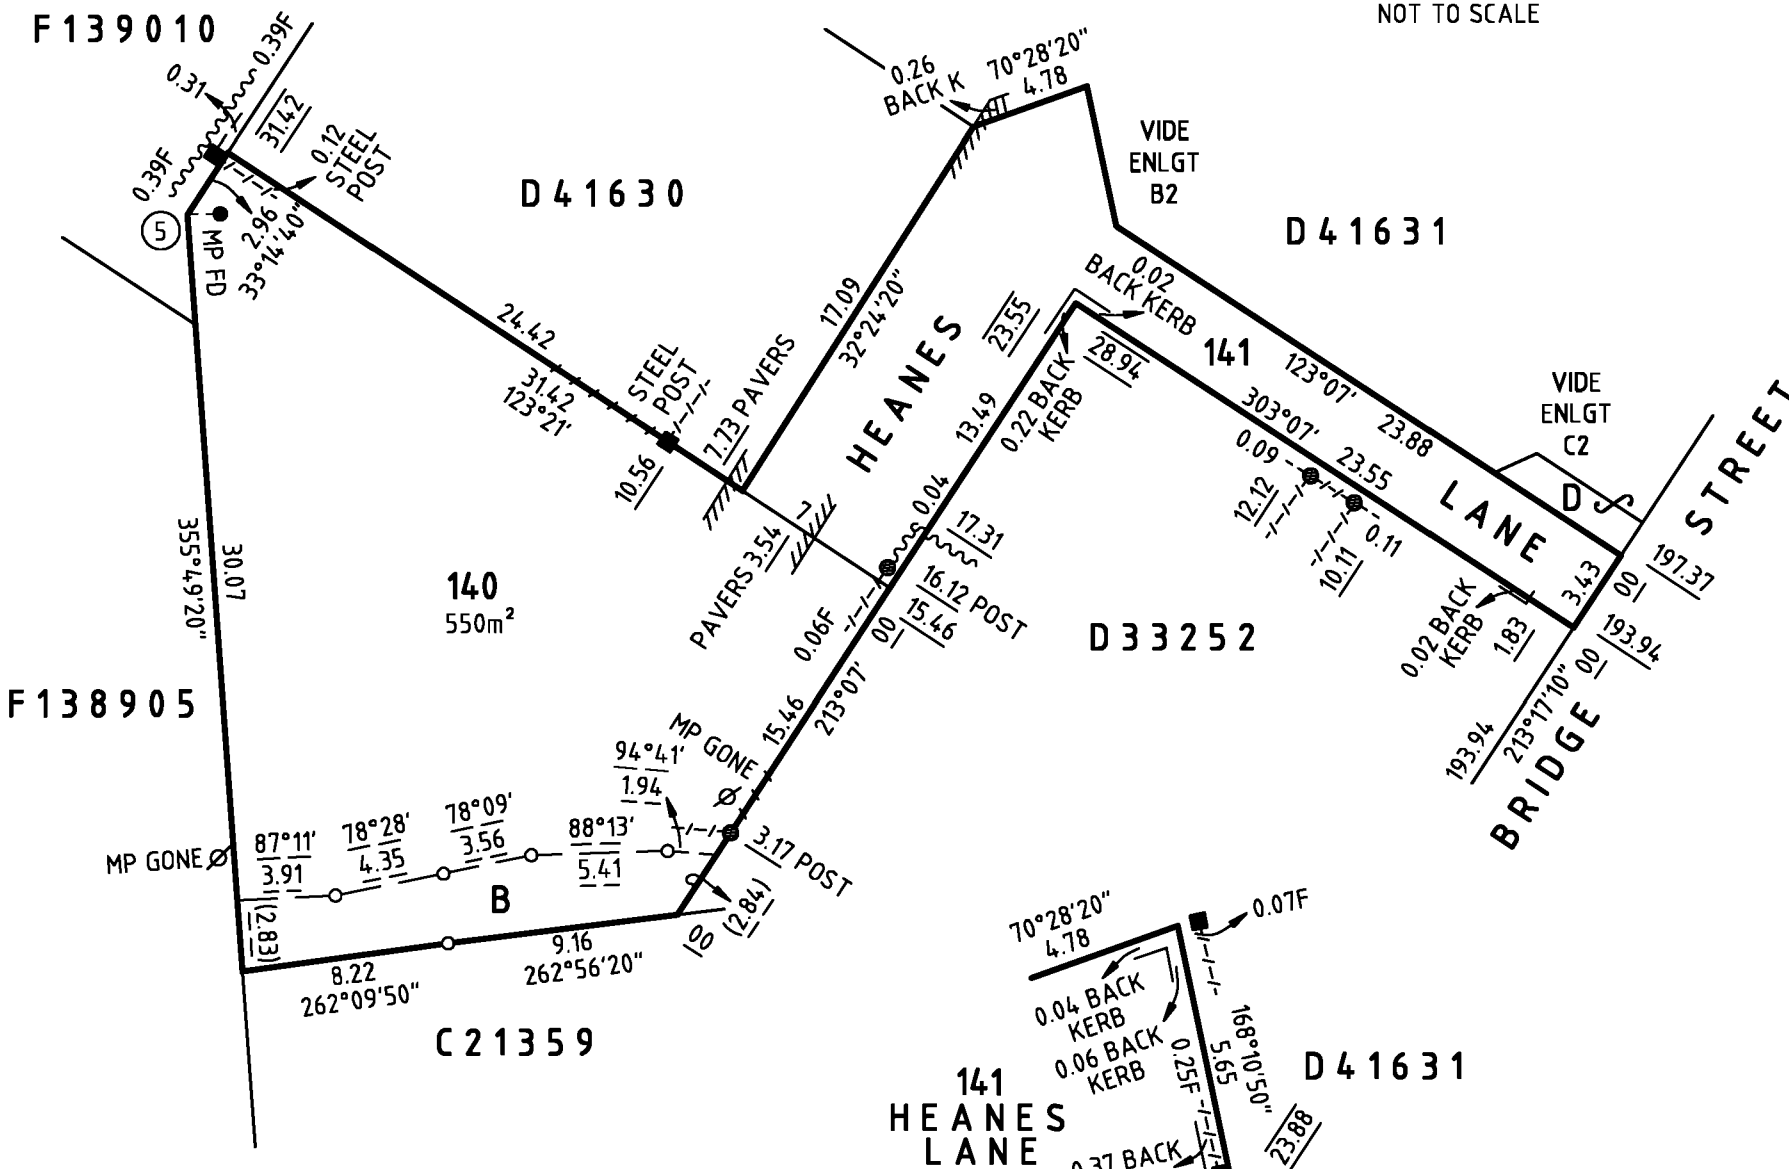 F139010
NOT TO SCALE
0.31
0.39F
31.42
0.12
STEEL
POST
0.39F
5
MP FD
2.96
33°14'40"
D41630
0.26
BACK K
70°28'20"
4.78
VIDE
ENLGT
B2
D41631
24.42
31.42
123°21'
STEEL
POST
10.56
7.73 PAVERS
17.09
32°24'20"
HEANES
23.55
0.02
BACK KERB
28.94
0.22 BACK
KERB
13.49
141
123°07'
23.88
303°07'
23.55
0.09
12.12
10.11
0.11
LANE
VIDE
ENLGT
C2
D
STREET
197.37
00
3.43
193.94
00
0.02 BACK
KERB
1.83
193.94
213°17'10"
BRIDGE
355°49'20"
30.07
140
550m²
PAVERS 3.54
7
0.04
17.31
16.12 POST
15.46
00
0.06F
D33252
F138905
15.46
213°07'
MP GONE
94°41'
1.94
3.17 POST
MP GONE
87°11'
3.91
78°28'
4.35
78°09'
3.56
88°13'
5.41
B
(2.83)
(2.84)
00
8.22
262°09'50"
9.16
262°56'20"
C21359
70°28'20"
4.78
0.07F
0.04 BACK
KERB
0.06 BACK
KERB
0.25F
5.65
168°10'50"
D41631
141
HEANES
LANE
23.88
0.37 BACK